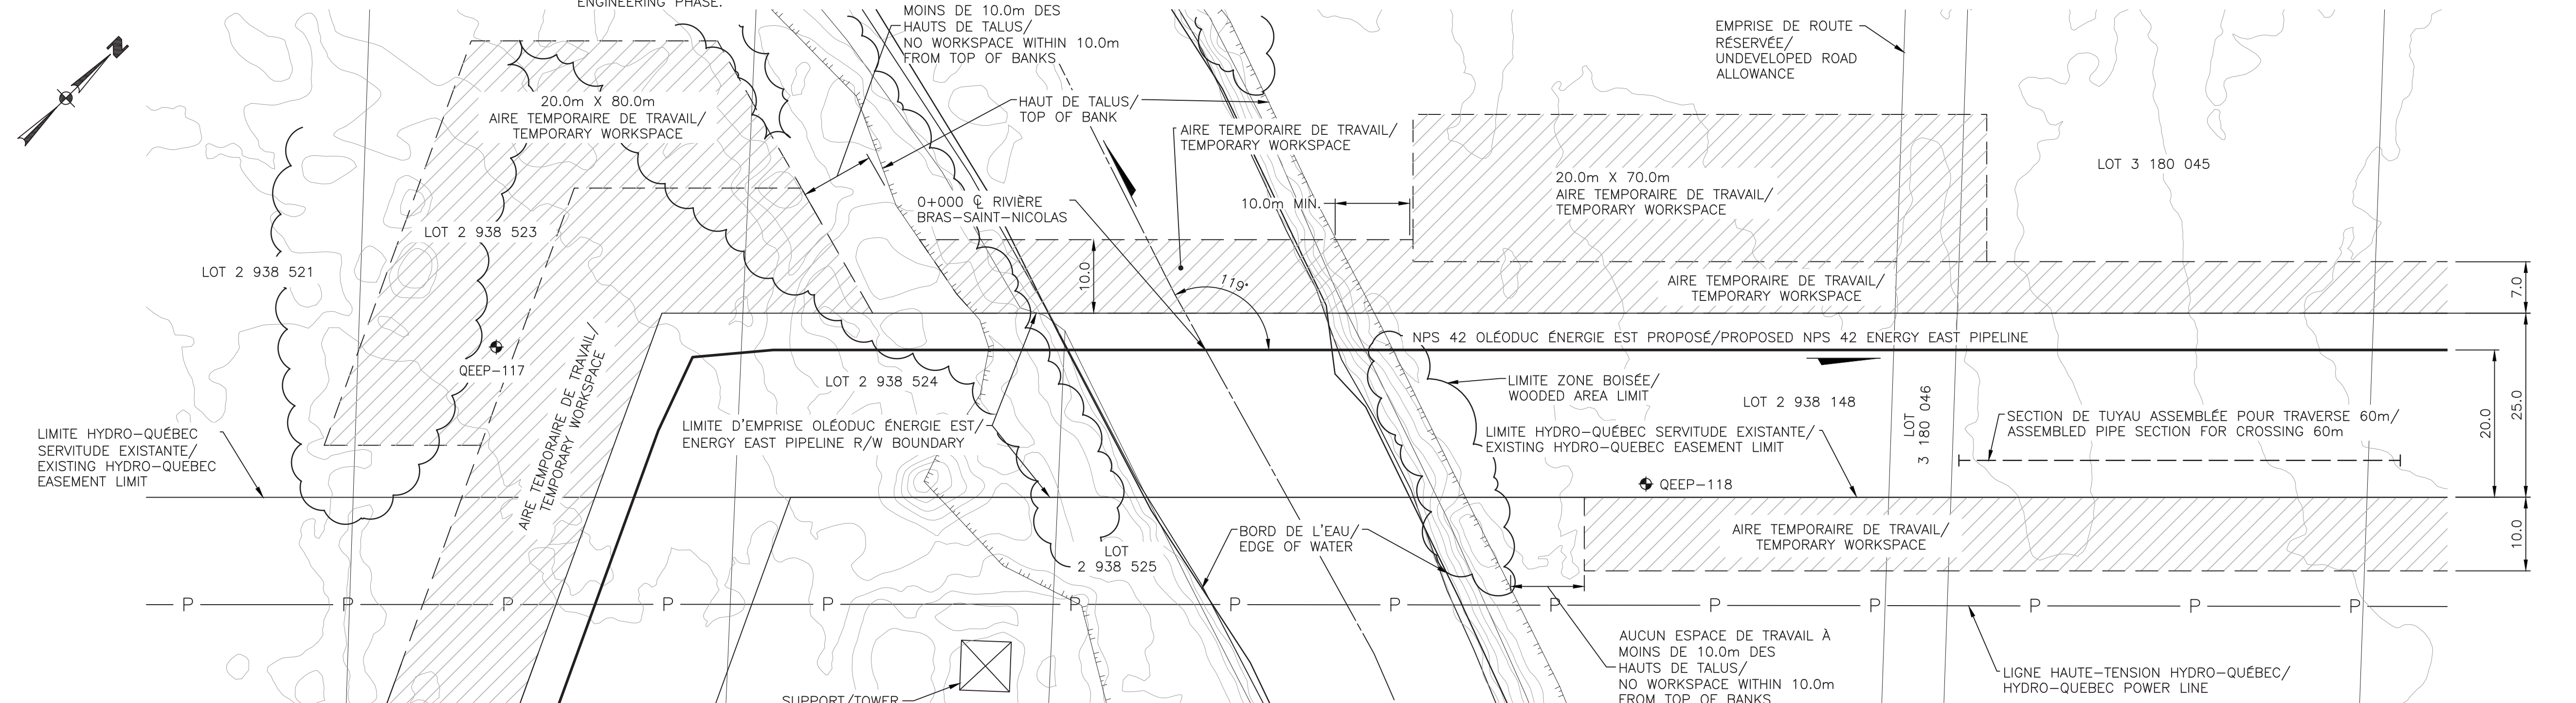 ENGINEERING PHASE.
N
MOINS DE 10.0m DES
HAUTS DE TALUS/
NO WORKSPACE WITHIN 10.0m
FROM TOP OF BANKS
EMPRISE DE ROUTE
RÉSERVÉE/
UNDEVELOPED ROAD
ALLOWANCE
20.0m X 80.0m
AIRE TEMPORAIRE DE TRAVAIL/
TEMPORARY WORKSPACE
HAUT DE TALUS/
TOP OF BANK
AIRE TEMPORAIRE DE TRAVAIL/
TEMPORARY WORKSPACE
LOT 3 180 045
20.0m X 70.0m
AIRE TEMPORAIRE DE TRAVAIL/
TEMPORARY WORKSPACE
0+000 ℄ RIVIÈRE
BRAS-SAINT-NICOLAS
10.0m MIN.
LOT 2 938 523
LOT 2 938 521
10.0
119°
AIRE TEMPORAIRE DE TRAVAIL/
TEMPORARY WORKSPACE
7.0
NPS 42 OLÉODUC ÉNERGIE EST PROPOSÉ/PROPOSED NPS 42 ENERGY EAST PIPELINE
QEEP-117
AIRE TEMPORAIRE DE TRAVAIL/
TEMPORARY WORKSPACE
LOT 2 938 524
LIMITE ZONE BOISÉE/
WOODED AREA LIMIT
LOT 2 938 148
LOT
3 180 046
SECTION DE TUYAU ASSEMBLÉE POUR TRAVERSE 60m/
ASSEMBLED PIPE SECTION FOR CROSSING 60m
20.0
25.0
LIMITE D'EMPRISE OLÉODUC ÉNERGIE EST/
ENERGY EAST PIPELINE R/W BOUNDARY
LIMITE HYDRO-QUÉBEC SERVITUDE EXISTANTE/
EXISTING HYDRO-QUEBEC EASEMENT LIMIT
LIMITE HYDRO-QUÉBEC
SERVITUDE EXISTANTE/
EXISTING HYDRO-QUEBEC
EASEMENT LIMIT
QEEP-118
BORD DE L'EAU/
EDGE OF WATER
AIRE TEMPORAIRE DE TRAVAIL/
TEMPORARY WORKSPACE
10.0
LOT
2 938 525
P P P P P P P P P P P P P P
AUCUN ESPACE DE TRAVAIL À
MOINS DE 10.0m DES
HAUTS DE TALUS/
NO WORKSPACE WITHIN 10.0m
FROM TOP OF BANKS
LIGNE HAUTE-TENSION HYDRO-QUÉBEC/
HYDRO-QUEBEC POWER LINE
SUPPORT/TOWER